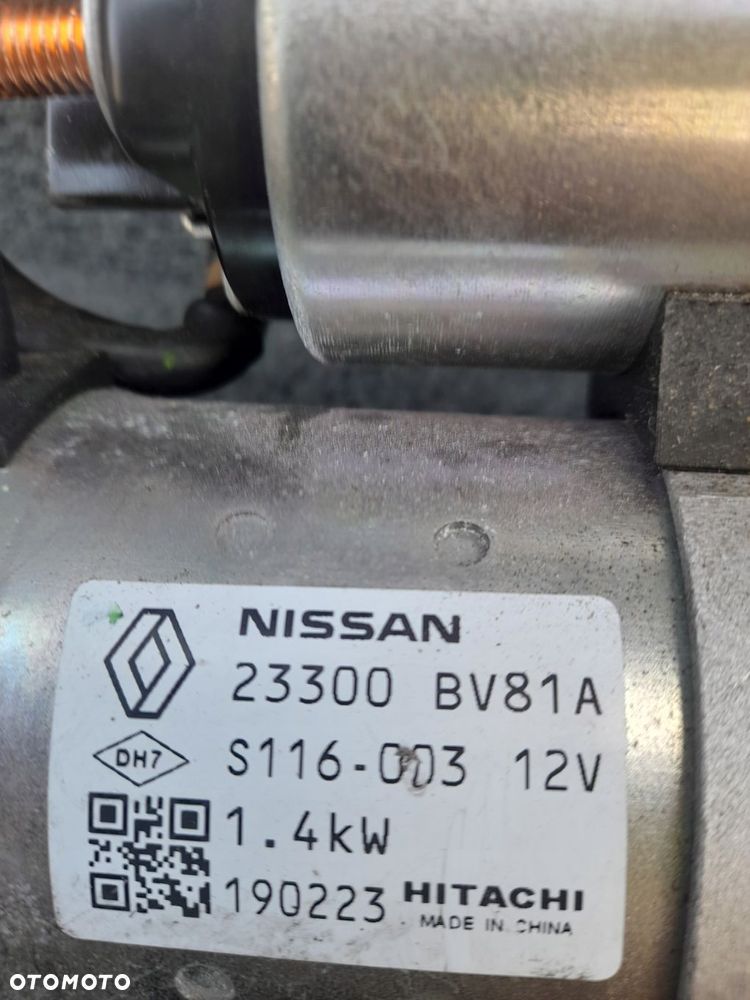 NISSAN
23300 BV81A
DH7
S116-003 12V
1.4kW
190223 HITACHI
MADE IN CHINA
OTOMOTO